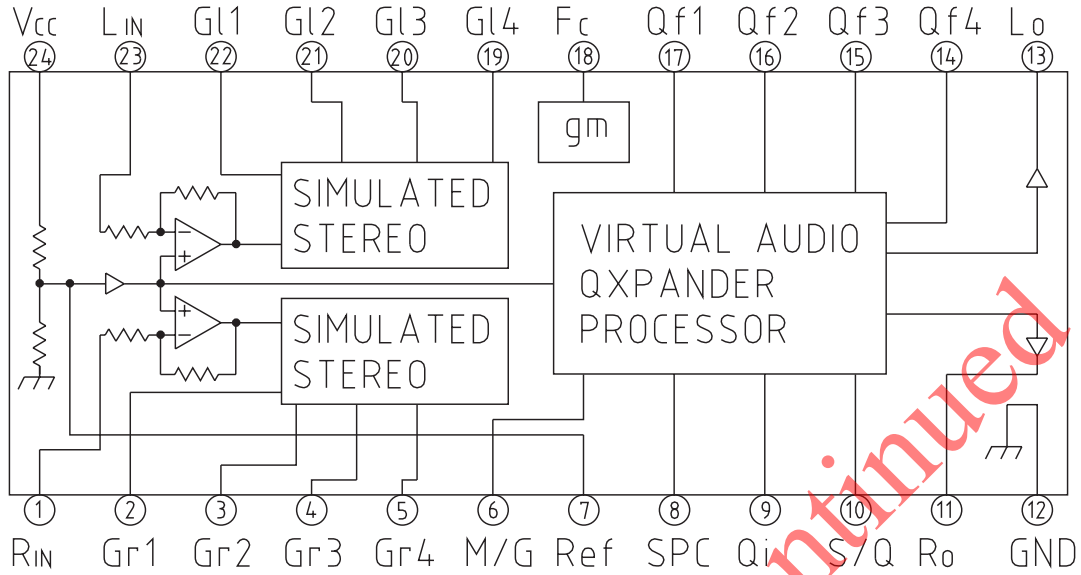 Vcc LIN Gl1 Gl2 Gl3 Gl4 Fc Qf1 Qf2 Qf3 Qf4 Lo
24 23 22 21 20 19 18 17 16 15 14 13
gm
SIMULATED
STEREO
VIRTUAL AUDIO
QXPANDER
PROCESSOR
SIMULATED
STEREO
- +
+ -
1 2 3 4 5 6 7 8 9 10 11 12
RIN Gr1 Gr2 Gr3 Gr4 M/G Ref SPC Qi S/Q Ro GND
ntinued